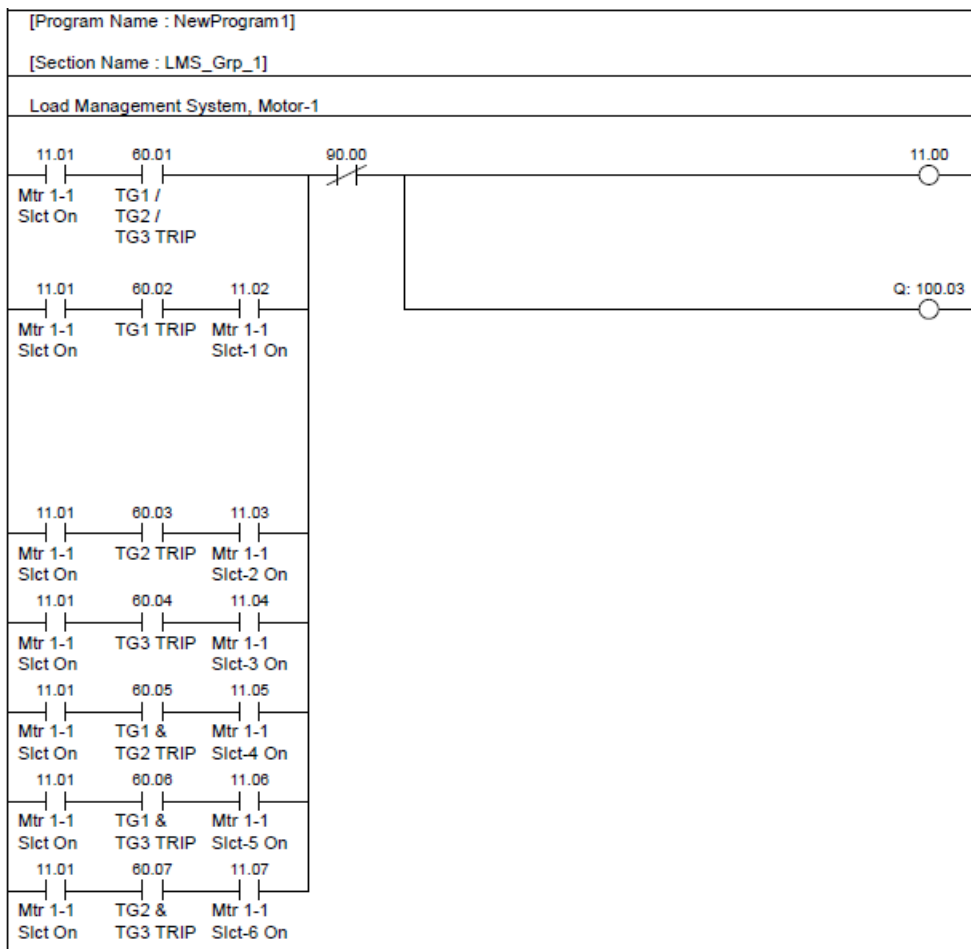 [Program Name : NewProgram1]
[Section Name : LMS_Grp_1]
Load Management System, Motor-1
11.01 60.01 90.00 11.00
Mtr 1-1 TG1 /
Slct On TG2 /
TG3 TRIP
11.01 60.02 11.02 Q: 100.03
Mtr 1-1 TG1 TRIP Mtr 1-1
Slct On Slct-1 On
11.01 60.03 11.03
Mtr 1-1 TG2 TRIP Mtr 1-1
Slct On Slct-2 On
11.01 60.04 11.04
Mtr 1-1 TG3 TRIP Mtr 1-1
Slct On Slct-3 On
11.01 60.05 11.05
Mtr 1-1 TG1 & Mtr 1-1
Slct On TG2 TRIP Slct-4 On
11.01 60.06 11.06
Mtr 1-1 TG1 & Mtr 1-1
Slct On TG3 TRIP Slct-5 On
11.01 60.07 11.07
Mtr 1-1 TG2 & Mtr 1-1
Slct On TG3 TRIP Slct-6 On